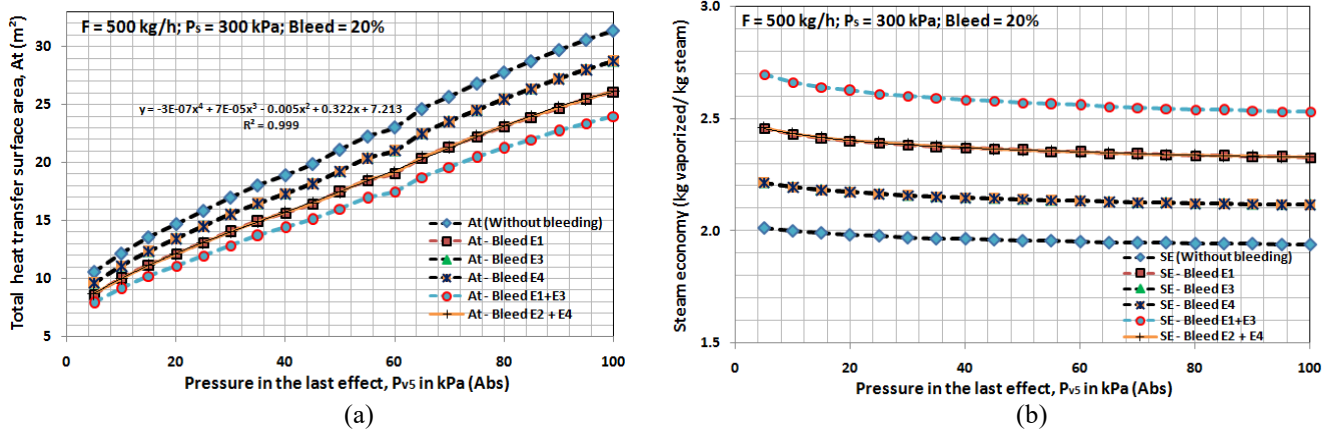 F = 500 kg/h; Ps = 300 kPa; Bleed = 20%
Total heat transfer surface area, At (m²)
30
25
20
15
10
5
y = -3E-07x⁴ + 7E-05x³ - 0.005x² + 0.322x + 7.213
R² = 0.999
At (Without bleeding)
At - Bleed E1
At - Bleed E3
At - Bleed E4
At - Bleed E1+E3
At - Bleed E2 + E4
0 20 40 60 80 100
Pressure in the last effect, Pv5 in kPa (Abs)
(a)
F = 500 kg/h; Ps = 300 kPa; Bleed = 20%
Steam economy (kg vaporizer/ kg steam)
3.0
2.5
2.0
1.5
SE (Without bleeding)
SE - Bleed E1
SE - Bleed E3
SE - Bleed E4
SE - Bleed E1+E3
SE - Bleed E2 + E4
0 20 40 60 80 100
Pressure in the last effect, Pv5 in kPa (Abs)
(b)